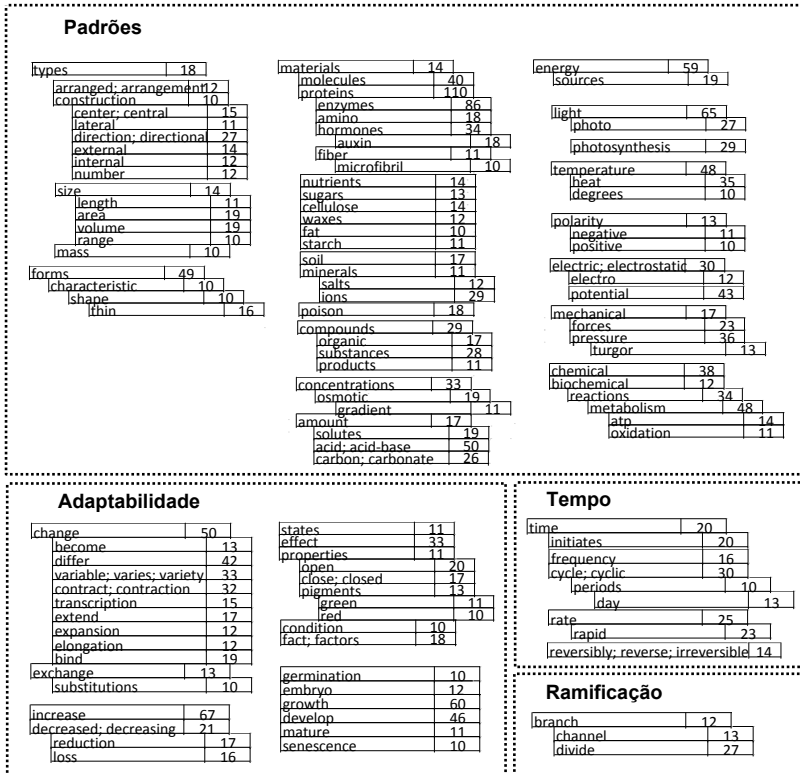 Padrões
types 18
arranged; arrangement 12
construction 10
center; central 15
lateral 11
direction; directional 27
external 14
internal 12
number 12
size 14
length 11
area 19
volume 19
range 10
mass 10
forms 49
characteristic 10
shape 10
thin 16
materials 14
molecules 40
proteins 110
enzymes 86
amino 18
hormones 34
auxin 18
fiber 11
microfibril 10
nutrients 14
sugars 13
cellulose 14
waxes 12
fat 10
starch 11
soil 17
minerals 11
salts 12
ions 29
poison 18
compounds 29
organic 17
substances 28
products 11
concentrations 33
osmotic 19
gradient 11
amount 17
solutes 19
acid; acid-base 50
carbon; carbonate 26
energy 59
sources 19
light 65
photo 27
photosynthesis 29
temperature 48
heat 35
degrees 10
polarity 13
negative 11
positive 10
electric; electrostatic 30
electro 12
potential 43
mechanical 17
forces 23
pressure 36
turgor 13
chemical 38
biochemical 12
reactions 34
metabolism 48
atp 14
oxidation 11
Adaptabilidade
change 50
become 13
differ 42
variable; varies; variety 33
contract; contraction 32
transcription 15
extend 17
expansion 12
elongation 12
bind 19
exchange 13
substitutions 10
increase 67
decreased; decreasing 21
reduction 17
loss 16
states 11
effect 33
properties 11
open 20
close; closed 17
pigments 13
green 11
red 10
condition 10
fact; factors 18
germination 10
embryo 12
growth 60
develop 46
mature 11
senescence 10
Tempo
time 20
initiates 20
frequency 16
cycle; cyclic 30
periods 10
day 13
rate 25
rapid 23
reversibly; reverse; irreversible 14
Ramificação
branch 12
channel 13
divide 27